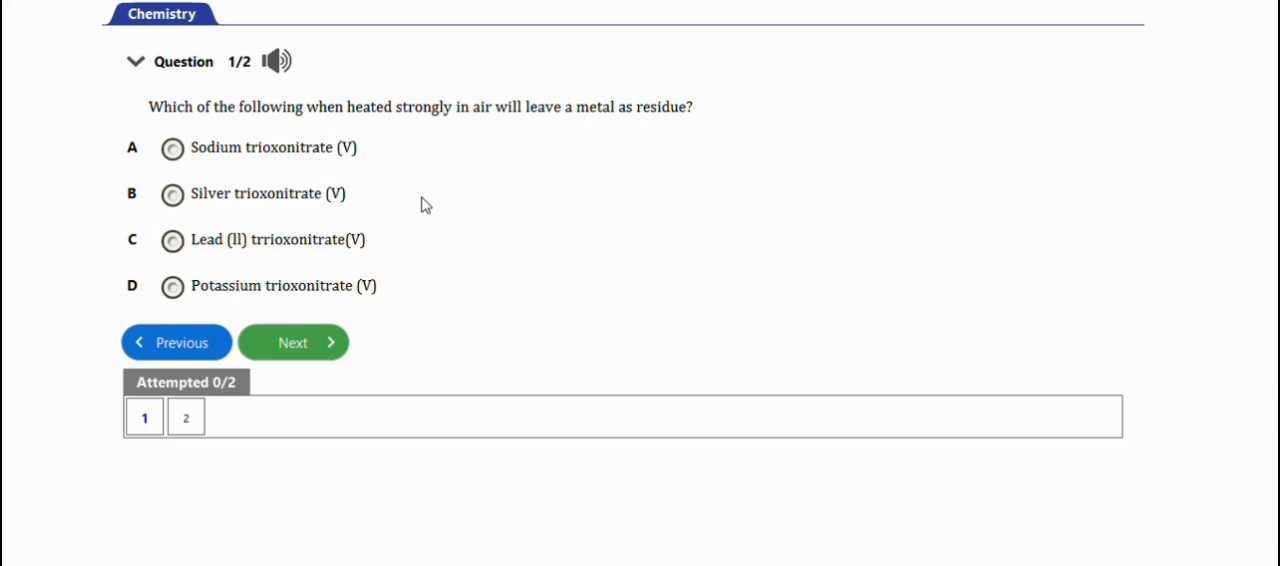 Chemistry
Question 1/2
Which of the following when heated strongly in air will leave a metal as residue?
A Sodium trioxonitrate (V)
B Silver trioxonitrate (V)
C Lead (ll) trrioxonitrate(V)
D Potassium trioxonitrate (V)
Previous Next
Attempted 0/2
1 2